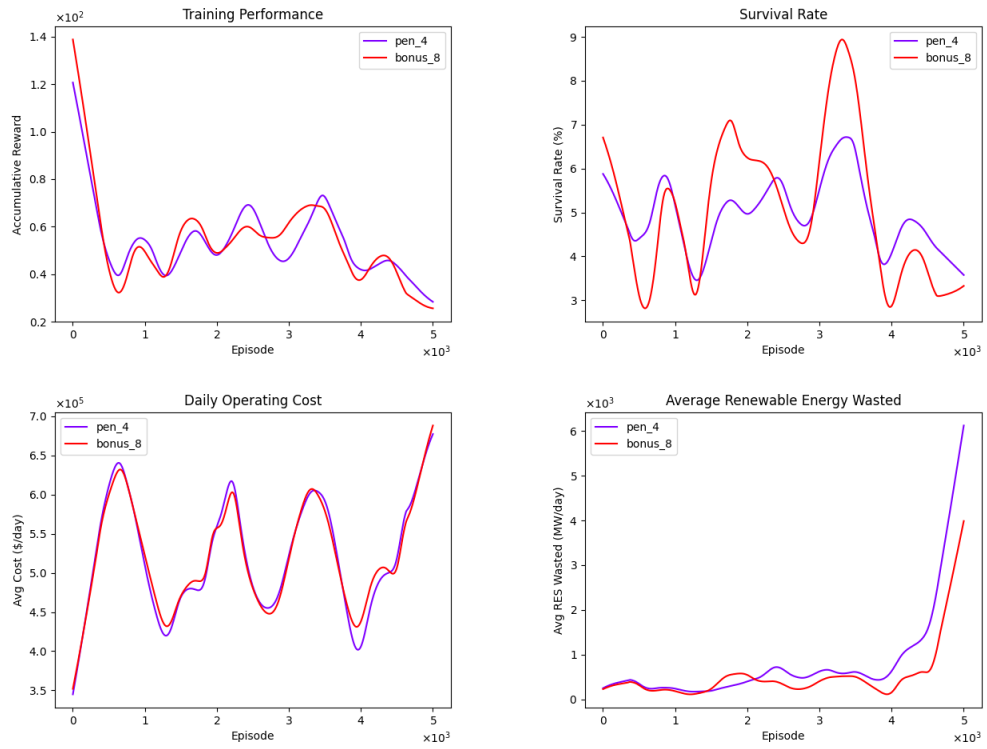 Training Performance
×10²
1.4
1.2
1.0
0.8
0.6
0.4
0.2
Accumulative Reward
pen_4
bonus_8
0 1 2 3 4 5
Episode
×10³
Survival Rate
9
8
7
6
5
4
3
Survival Rate (%)
pen_4
bonus_8
0 1 2 3 4 5
Episode
×10³
Daily Operating Cost
×10⁵
7.0
6.5
6.0
5.5
5.0
4.5
4.0
3.5
Avg Cost ($/day)
pen_4
bonus_8
0 1 2 3 4 5
Episode
×10³
Average Renewable Energy Wasted
×10³
6
5
4
3
2
1
0
Avg RES Wasted (MW/day)
pen_4
bonus_8
0 1 2 3 4 5
Episode
×10³